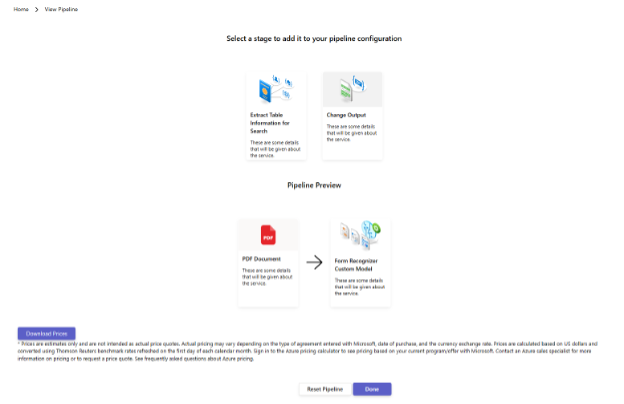 Home > View Pipeline
Select a stage to add it to your pipeline configuration
Extract Table
Information for
Search
These are some details
that will be given about
the service.
Change Output
These are some details
that will be given about
the service.
Pipeline Preview
PDF
PDF Document
These are some details
that will be given about
the service.
Form Recognizer
Custom Model
These are some details
that will be given about
the service.
Download Prices
* Prices are estimates only and are not intended as actual price quotes. Actual pricing may vary depending on the type of agreement entered with Microsoft, date of purchase, and the currency exchange rate. Prices are calculated based on US dollars and
converted using Thomson Reuters benchmark rates refreshed on the first day of each calendar month. Sign in to the Azure pricing calculator to see pricing based on your current program/offer with Microsoft. Contact an Azure sales specialist for more
information on pricing or to request a price quote. See frequently asked questions about Azure pricing.
Reset Pipeline
Done